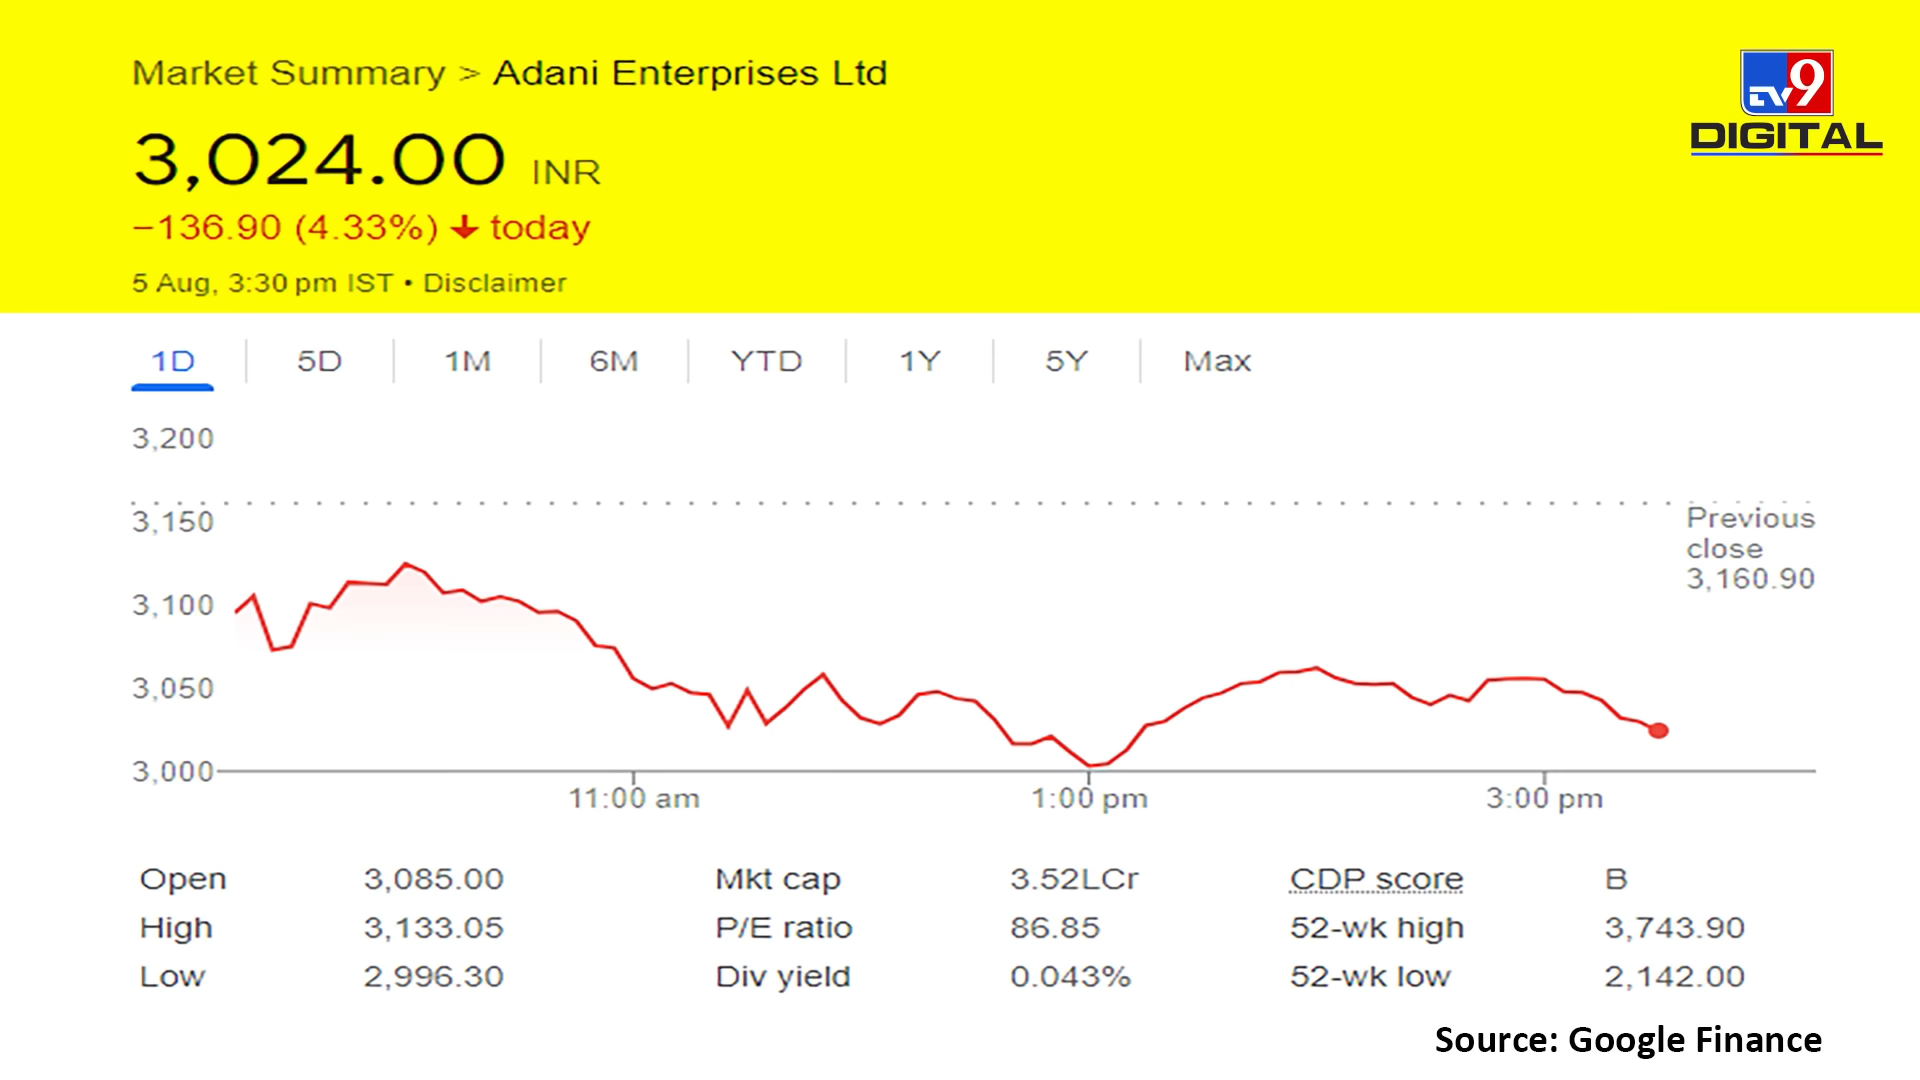 Market Summary > Adani Enterprises Ltd
TV9
DIGITAL
3,024.00 INR
−136.90 (4.33%) ↓ today
5 Aug, 3:30 pm IST • Disclaimer
1D 5D 1M 6M YTD 1Y 5Y Max
3,200
3,150
Previous
close
3,160.90
3,100
3,050
3,000
11:00 am 1:00 pm 3:00 pm
Open 3,085.00 Mkt cap 3.52LCr CDP score B
High 3,133.05 P/E ratio 86.85 52-wk high 3,743.90
Low 2,996.30 Div yield 0.043% 52-wk low 2,142.00
Source: Google Finance